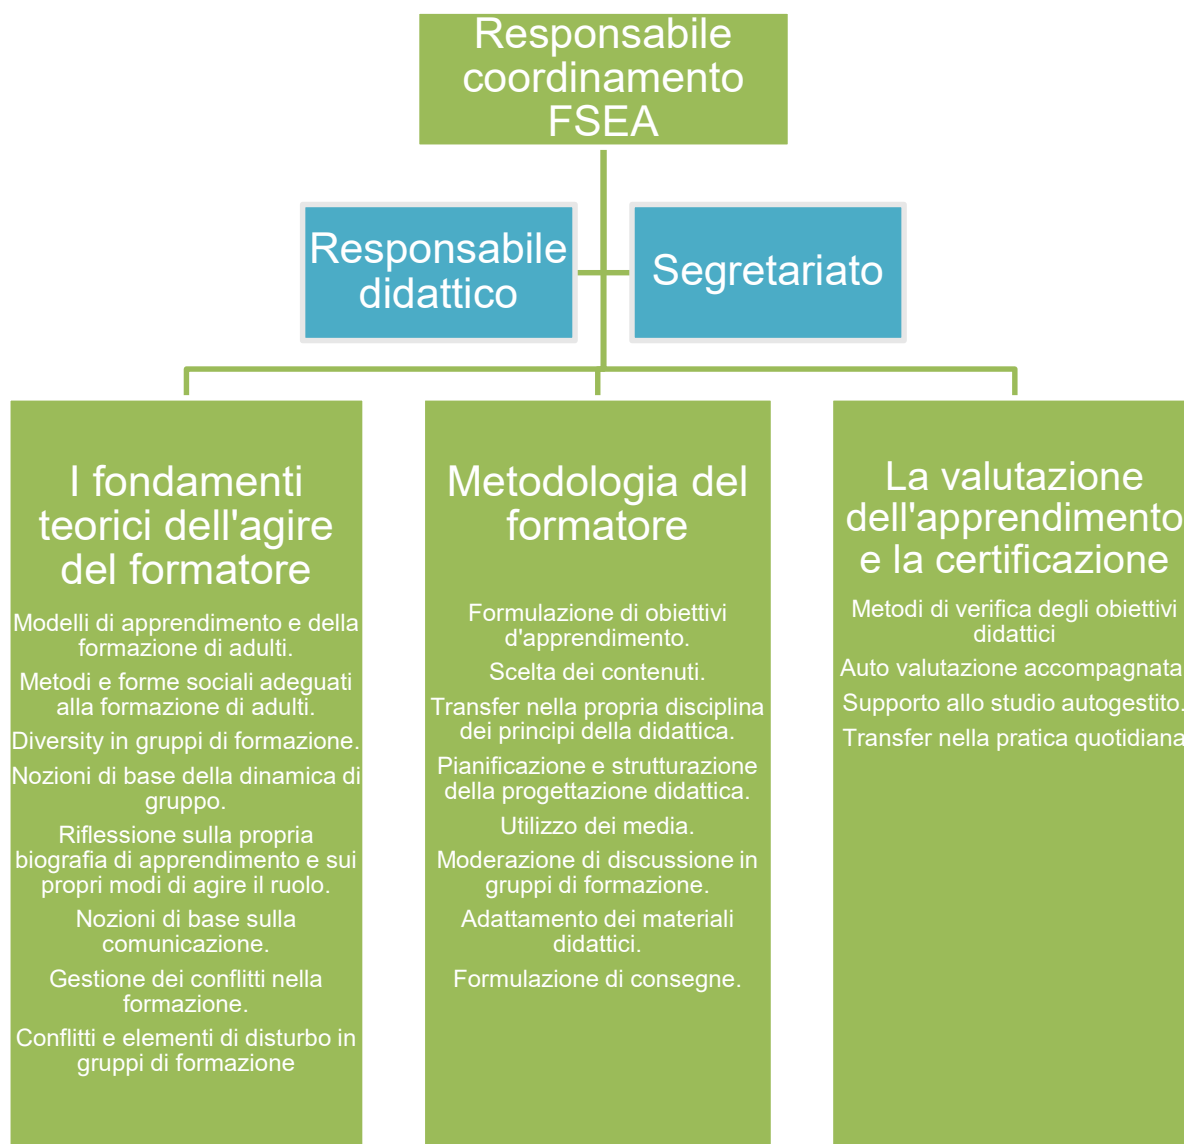 Responsabile
coordinamento
FSEA
Responsabile
didattico
Segretariato
I fondamenti
teorici dell'agire
del formatore
Modelli di apprendimento e della
formazione di adulti.
Metodi e forme sociali adeguati
alla formazione di adulti.
Diversity in gruppi di formazione.
Nozioni di base della dinamica di
gruppo.
Riflessione sulla propria
biografia di apprendimento e sui
propri modi di agire il ruolo.
Nozioni di base sulla
comunicazione.
Gestione dei conflitti nella
formazione.
Conflitti e elementi di disturbo in
gruppi di formazione
Metodologia del
formatore
Formulazione di obiettivi
d'apprendimento.
Scelta dei contenuti.
Transfer nella propria disciplina
dei principi della didattica.
Pianificazione e strutturazione
della progettazione didattica.
Utilizzo dei media.
Moderazione di discussione in
gruppi di formazione.
Adattamento dei materiali
didattici.
Formulazione di consegne.
La valutazione
dell'apprendimento
e la certificazione
Metodi di verifica degli obiettivi
didattici
Auto valutazione accompagnata
Supporto allo studio autogestito.
Transfer nella pratica quotidiana